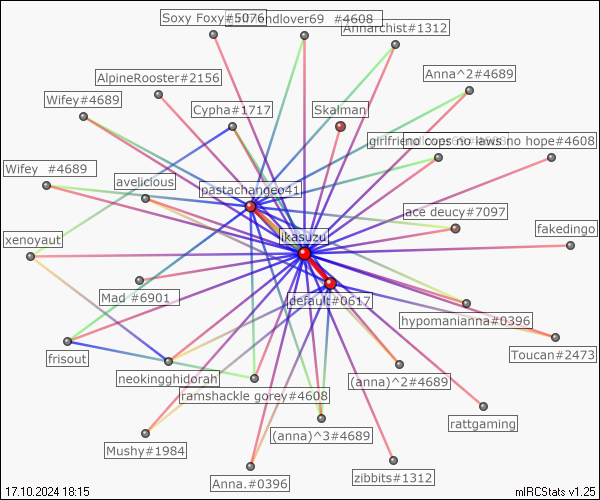 Soxy Foxy#5076
ndlover69 #4608
Annarchist#1312
AlpineRooster#2156
Anna^2#4689
Wifey#4689
Cypha#1717
Skalman
girlfriend cops no laws no hope#4608
Wifey #4689
avelicious
pastachangeo41
ace deucy#7097
fakedingo
xenoyaut
ikasuzu
Mad #6901
default#0617
hypomanianna#0396
Toucan#2473
frisout
neokingghidorah
(anna)^2#4689
ramshackle gorey#4608
rattgaming
(anna)^3#4689
Mushy#1984
Anna.#0396
zibbits#1312
17.10.2024 18:15
mIRCStats v1.25